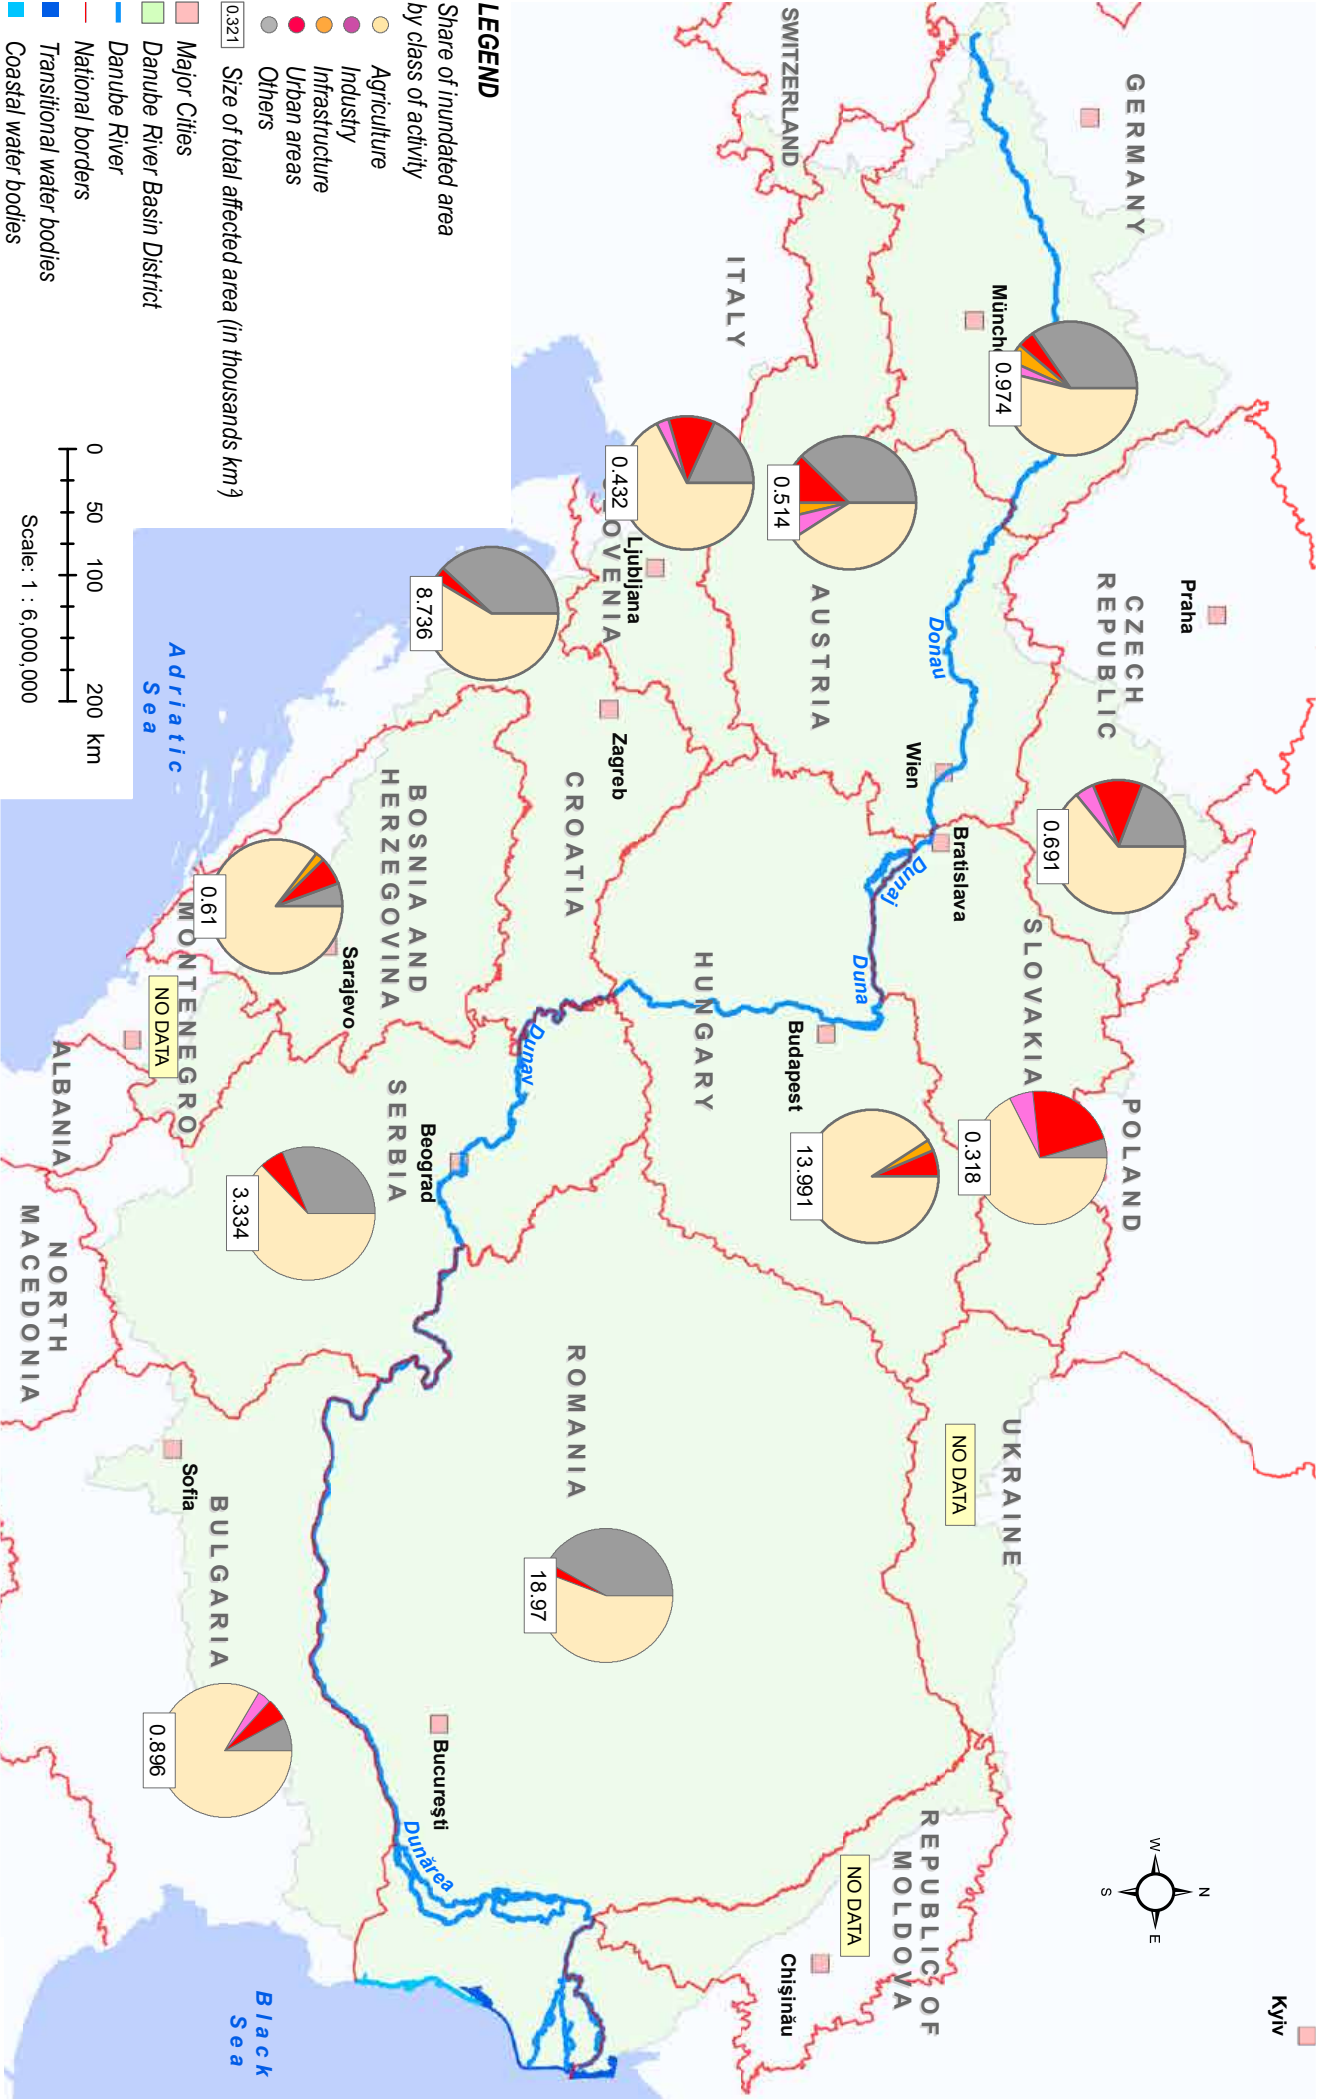 LEGEND
Share of inundated area
by class of activity
Agriculture
Industry
Infrastructure
Urban areas
Others
0.321 Size of total affected area (in thousands km²)
Major Cities
Danube River Basin District
Danube River
National borders
Transitional water bodies
Coastal water bodies
0 50 100 200 km
Scale: 1 : 6,000,000
GERMANY
SWITZERLAND
ITALY
Münch
0.974
Praha
CZECH
REPUBLIC
AUSTRIA
Donau
Wien
0.514
0.432
Ljubljana
OVENIA
8.736
Zagreb
CROATIA
Adriatic
Sea
0.691
Bratislava
Dunaj
Duna
SLOVAKIA
POLAND
0.318
HUNGARY
Budapest
13.991
BOSNIA AND
HERZEGOVINA
0.61
Sarajevo
MONTENEGRO
NO DATA
ALBANIA
Dunav
SERBIA
Beograd
3.334
NORTH
MACEDONIA
ROMANIA
18.97
UKRAINE
NO DATA
Sofia
BULGARIA
0.896
Bucureşti
Dunărea
REPUBLIC OF
MOLDOVA
NO DATA
Chişinău
Kyiv
Black
Sea
N
W
E
S